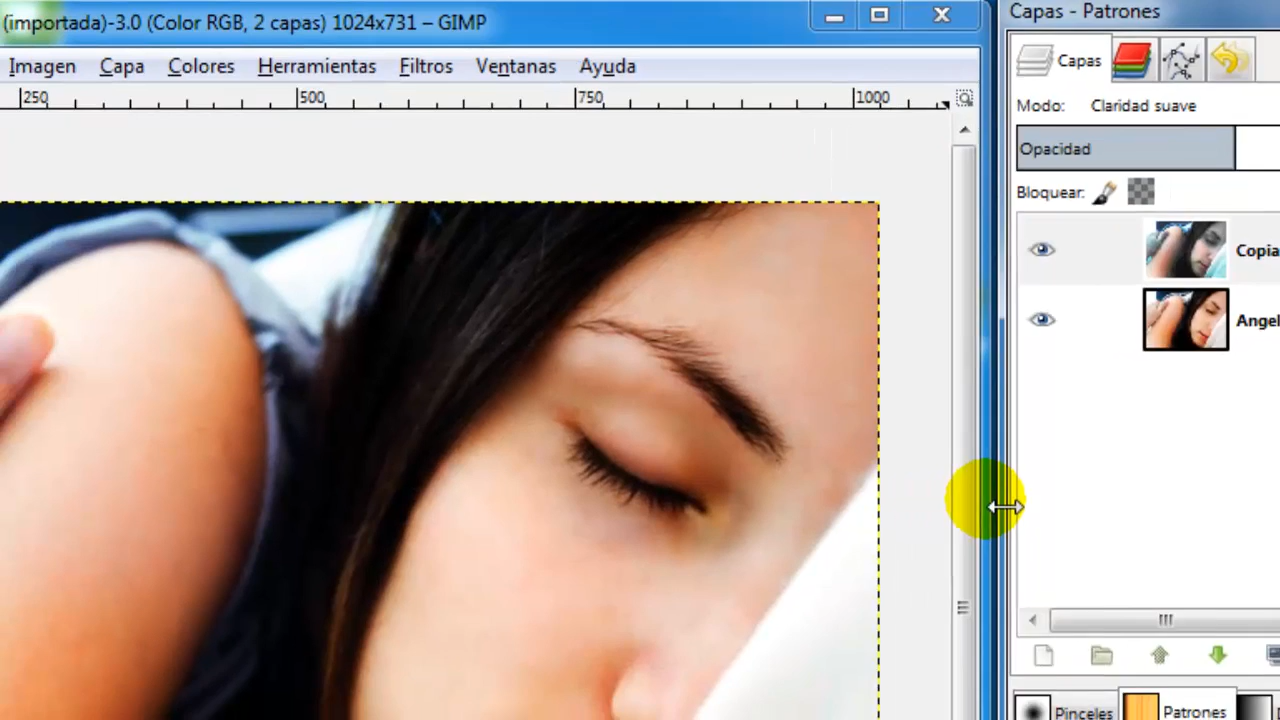 (importada)-3.0 (Color RGB, 2 capas) 1024x731 – GIMP
Imagen Capa Colores Herramientas Filtros Ventanas Ayuda
250 500 750 1000
Capas - Patrones
Capas
Modo: Claridad suave
Opacidad
Bloquear:
Copia
Angel
Pinceles Patrones